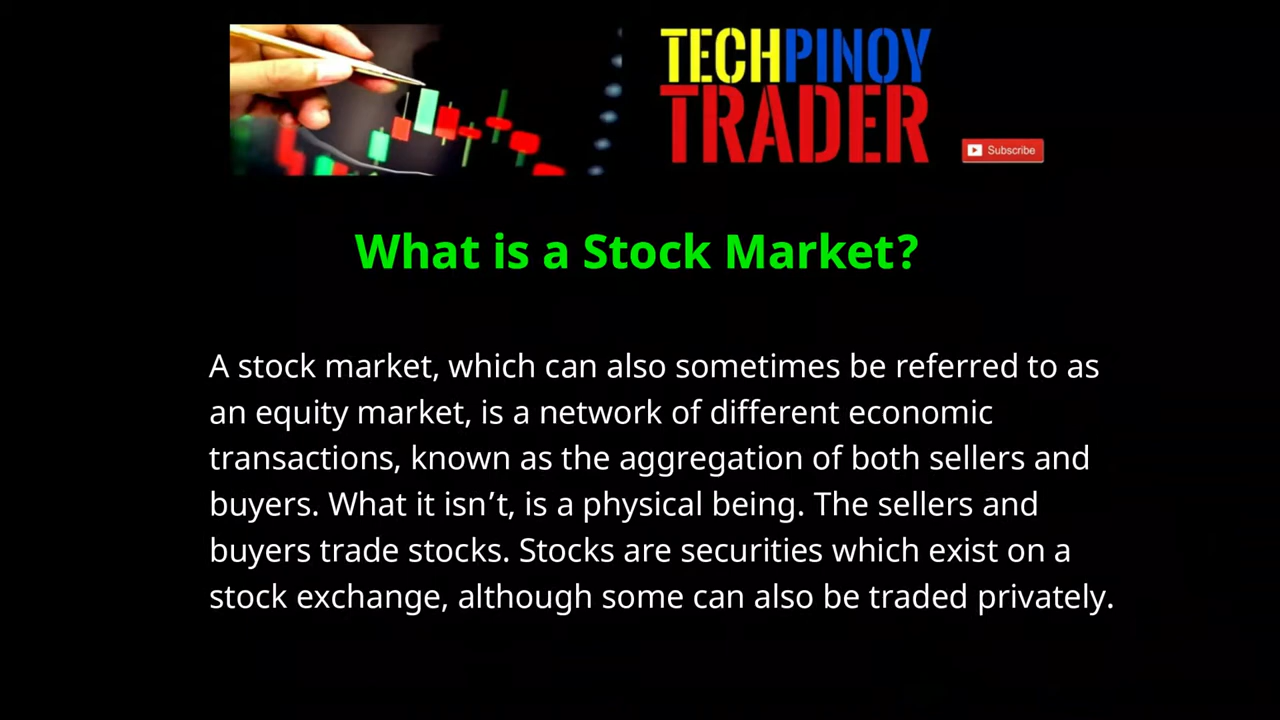 TECHPINOY
TRADER
Subscribe
What is a Stock Market?
A stock market, which can also sometimes be referred to as
an equity market, is a network of different economic
transactions, known as the aggregation of both sellers and
buyers. What it isn’t, is a physical being. The sellers and
buyers trade stocks. Stocks are securities which exist on a
stock exchange, although some can also be traded privately.